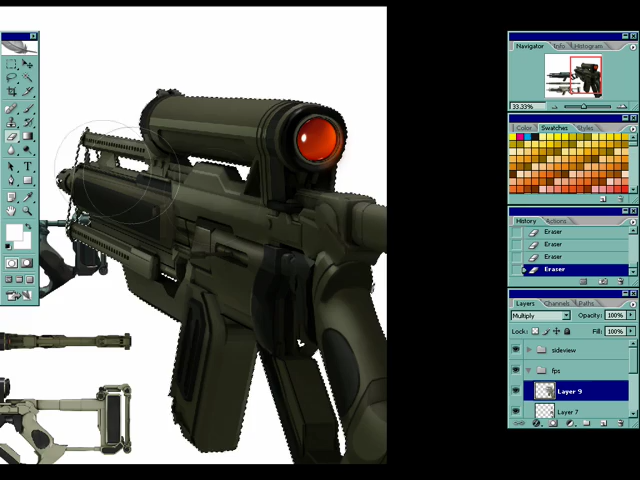 Navigator Info Histogram
33.33%
Color Swatches Styles
History Actions
Eraser
Eraser
Eraser
Eraser
Layers Channels Paths
Multiply Opacity: 100%
Lock: Fill: 100%
sideview
fps
Layer 9
Layer 7